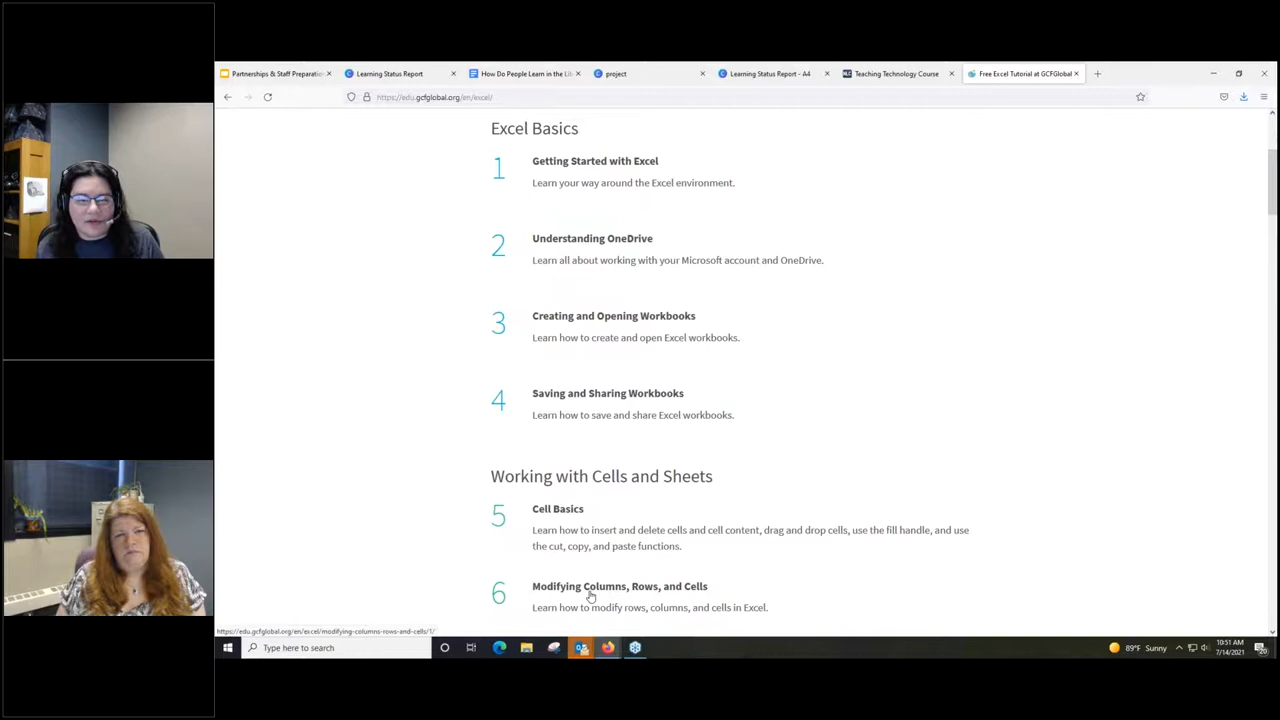 Partnerships & Staff Preparation
Learning Status Report
How Do People Learn in the Lib
project
Learning Status Report - A4
Teaching Technology Course
Free Excel Tutorial at GCFGlobal
https://edu.gcfglobal.org/en/excel/
Excel Basics
1
Getting Started with Excel
Learn your way around the Excel environment.
2
Understanding OneDrive
Learn all about working with your Microsoft account and OneDrive.
3
Creating and Opening Workbooks
Learn how to create and open Excel workbooks.
4
Saving and Sharing Workbooks
Learn how to save and share Excel workbooks.
Working with Cells and Sheets
5
Cell Basics
Learn how to insert and delete cells and cell content, drag and drop cells, use the fill handle, and use
the cut, copy, and paste functions.
6
Modifying Columns, Rows, and Cells
Learn how to modify rows, columns, and cells in Excel.
https://edu.gcfglobal.org/en/excel/modifying-columns-rows-and-cells/1/
Type here to search
89°F Sunny
10:51 AM
7/14/2021
20